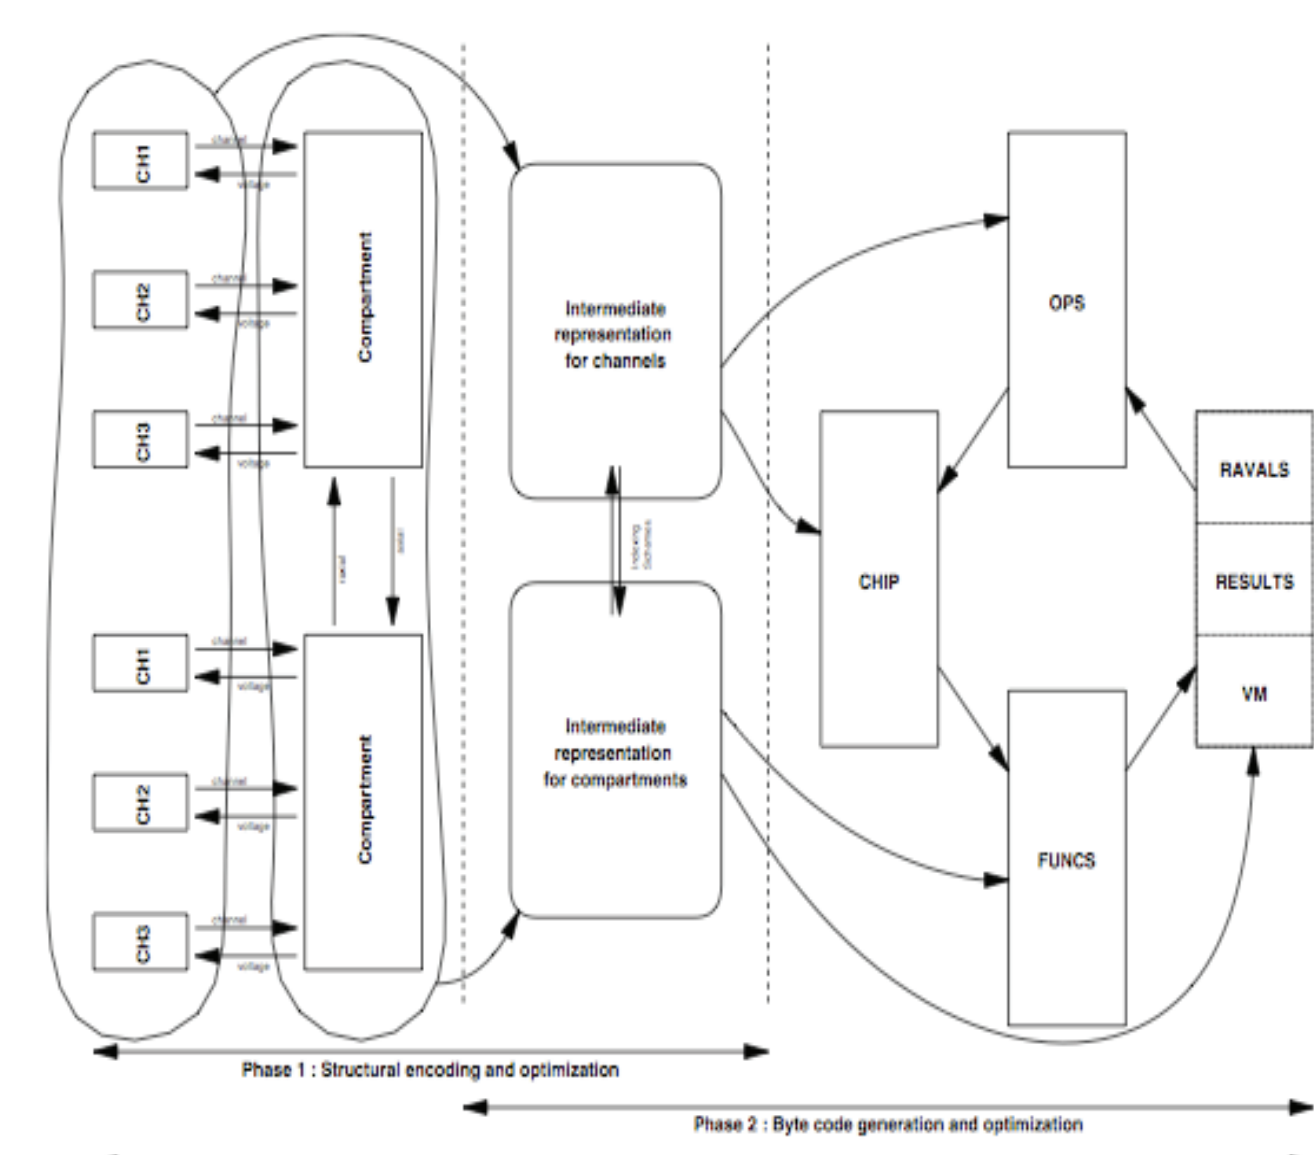 CH1
channel
voltage
CH2
channel
voltage
CH3
channel
voltage
Compartment
axial
CH1
channel
voltage
CH2
channel
voltage
CH3
channel
voltage
Compartment
Intermediate
representation
for channels
Indexing
Schemes
Intermediate
representation
for compartments
OPS
CHIP
FUNCS
RAVALS
RESULTS
VM
Phase 1 : Structural encoding and optimization
Phase 2 : Byte code generation and optimization